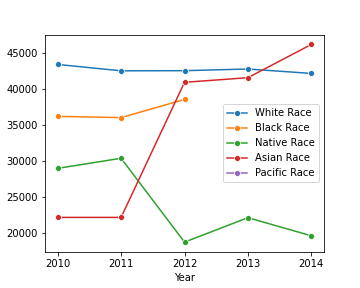 45000
40000
35000
30000
25000
20000
White Race
Black Race
Native Race
Asian Race
Pacific Race
2010 2011 2012 2013 2014
Year